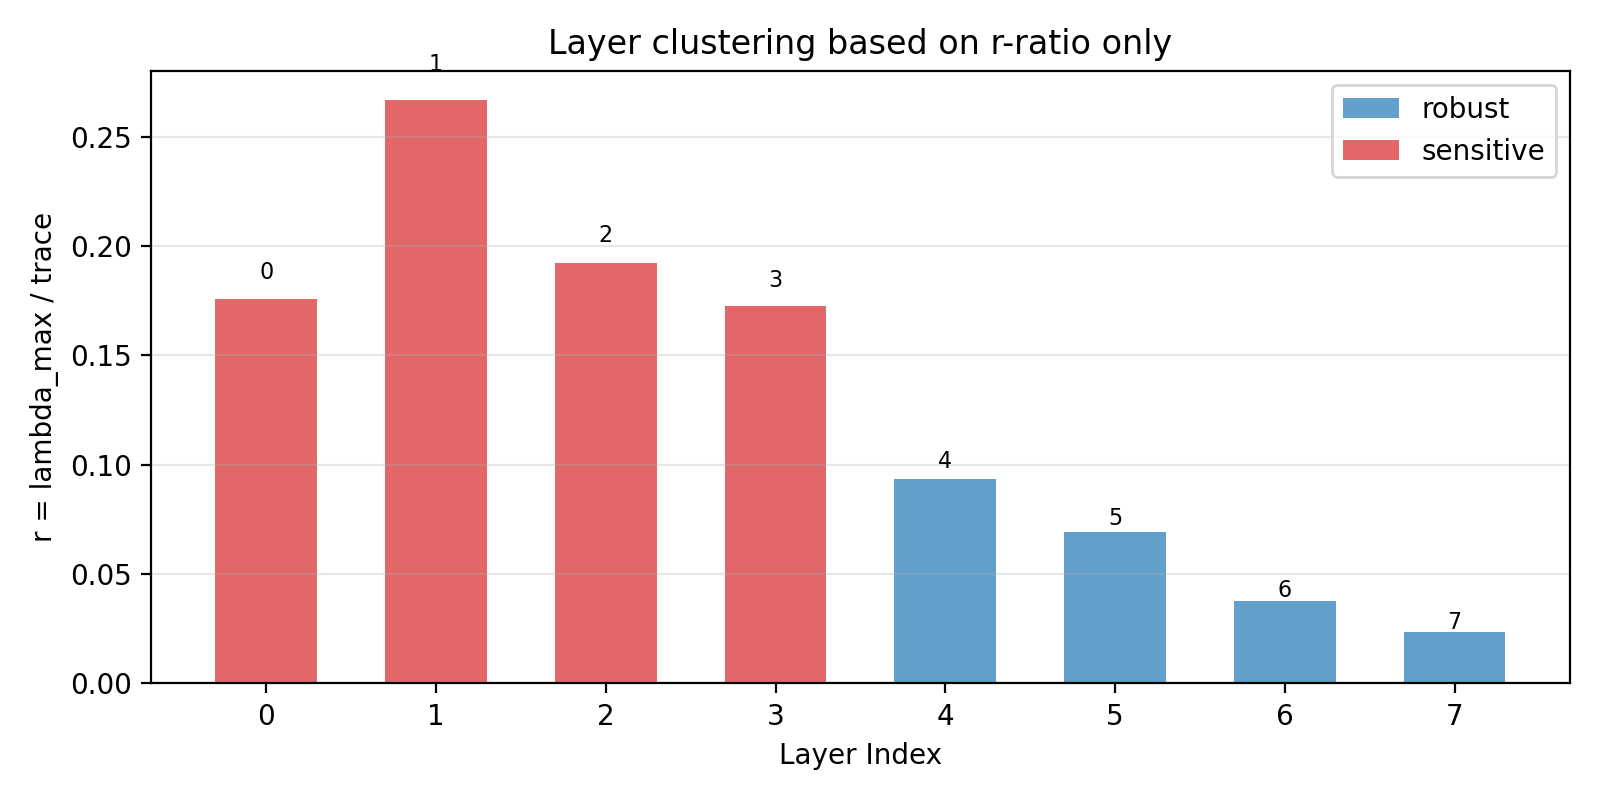 Layer clustering based on r-ratio only
robust
sensitive
r = lambda_max / trace
0.25
0.20
0.15
0.10
0.05
0.00
1
2
0
3
4
5
6
7
0 1 2 3 4 5 6 7
Layer Index